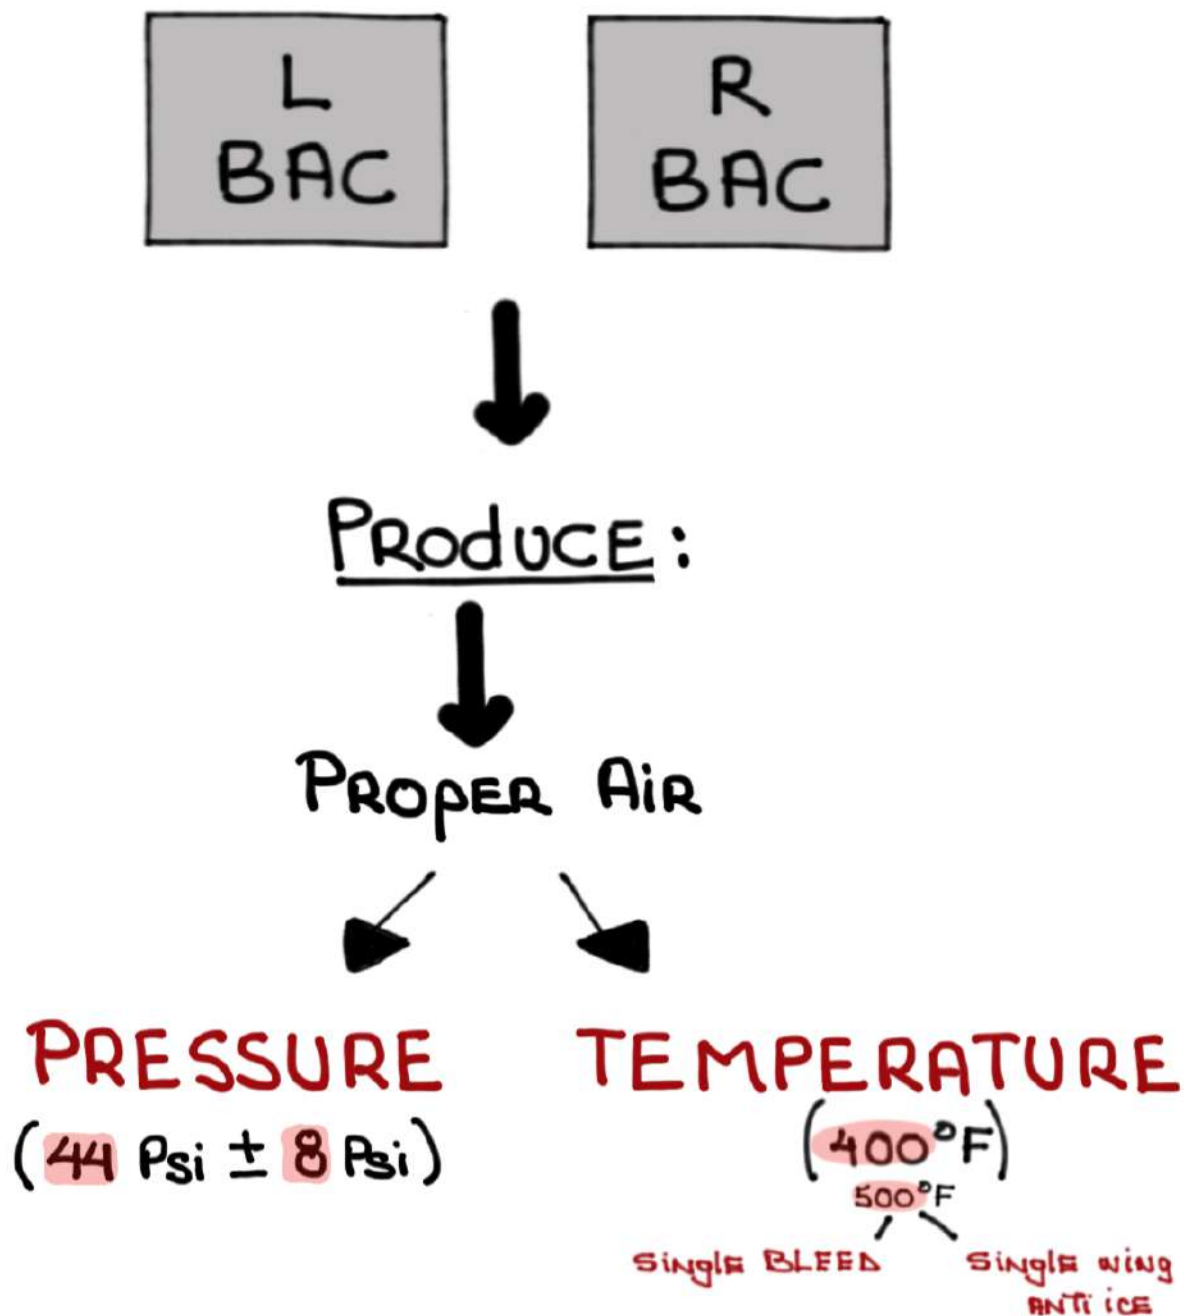 L
BAC
R
BAC
PRODUCE:
PROPER AIR
PRESSURE
(44 Psi ± 8 Psi)
TEMPERATURE
(400°F)
500°F
Single BLEED
Single wing
ANTi iCE